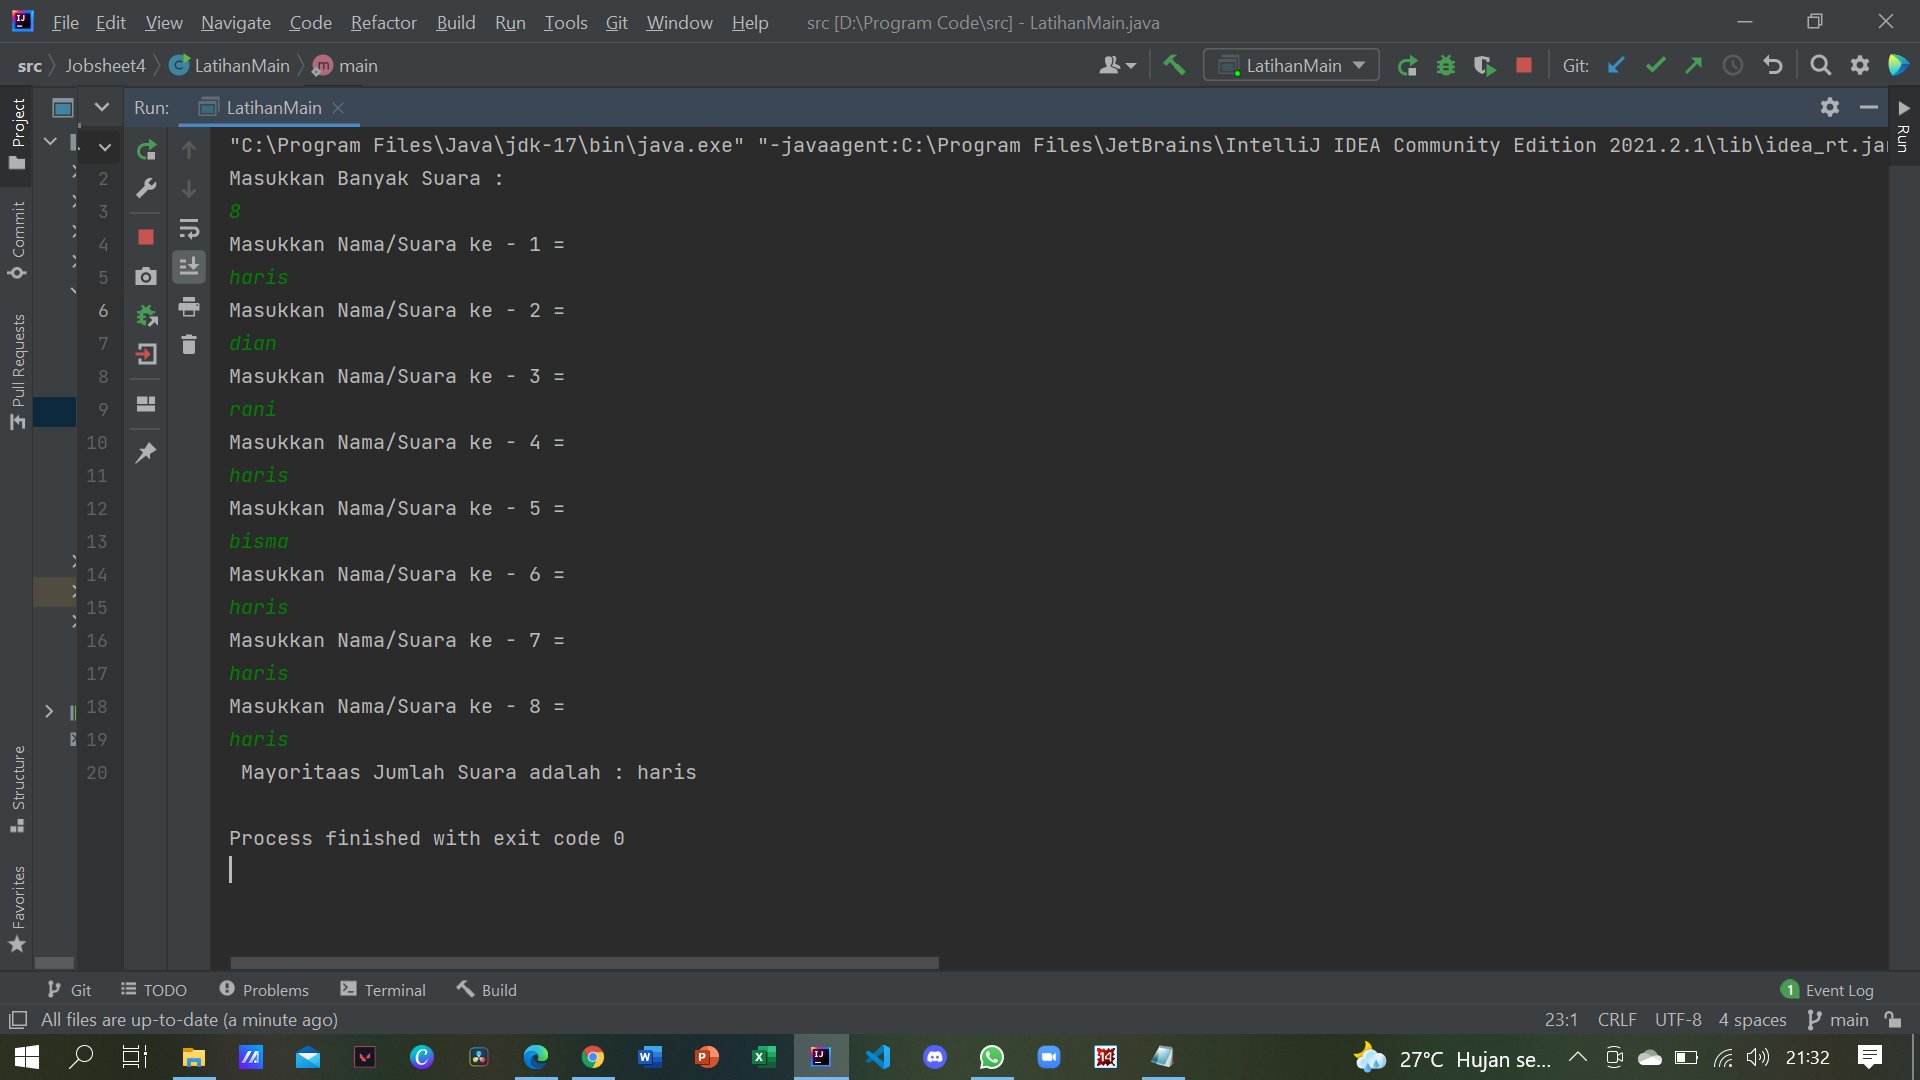 File Edit View Navigate Code Refactor Build Run Tools Git Window Help src [D:\Program Code\src] - LatihanMain.java
src Jobsheet4 LatihanMain main LatihanMain Git:
Project
Commit
Pull Requests
Structure
Favorites
Run: LatihanMain
Run
"C:\Program Files\Java\jdk-17\bin\java.exe" "-javaagent:C:\Program Files\JetBrains\IntelliJ IDEA Community Edition 2021.2.1\lib\idea_rt.jar
2 Masukkan Banyak Suara :
3 8
4 Masukkan Nama/Suara ke - 1 =
5 haris
6 Masukkan Nama/Suara ke - 2 =
7 dian
8 Masukkan Nama/Suara ke - 3 =
9 rani
10 Masukkan Nama/Suara ke - 4 =
11 haris
12 Masukkan Nama/Suara ke - 5 =
13 bisma
14 Masukkan Nama/Suara ke - 6 =
15 haris
16 Masukkan Nama/Suara ke - 7 =
17 haris
18 Masukkan Nama/Suara ke - 8 =
19 haris
20 Mayoritaas Jumlah Suara adalah : haris
Process finished with exit code 0
Git TODO Problems Terminal Build 1 Event Log
All files are up-to-date (a minute ago) 23:1 CRLF UTF-8 4 spaces main
27°C Hujan se... 21:32